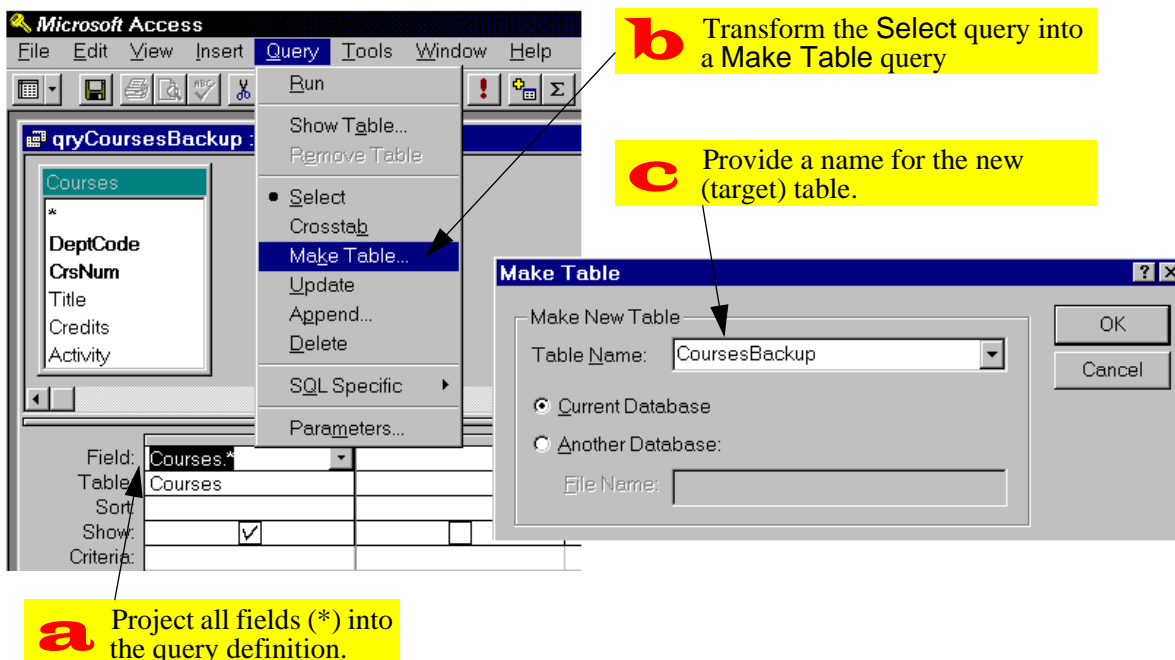 Microsoft Access
File Edit View Insert Query Tools Window Help
b Transform the Select query into
a Make Table query
ABC
! Σ
Run
Show Table...
Remove Table
qryCoursesBackup :
Courses
*
DeptCode
CrsNum
Title
Credits
Activity
Select
Crosstab
Make Table...
Update
Append...
Delete
SQL Specific
Parameters...
c Provide a name for the new
(target) table.
Make Table
Make New Table
Table Name: CoursesBackup
Current Database
Another Database:
File Name:
OK
Cancel
Field: Courses.*
Table: Courses
Sort:
Show:
Criteria:
a Project all fields (*) into
the query definition.